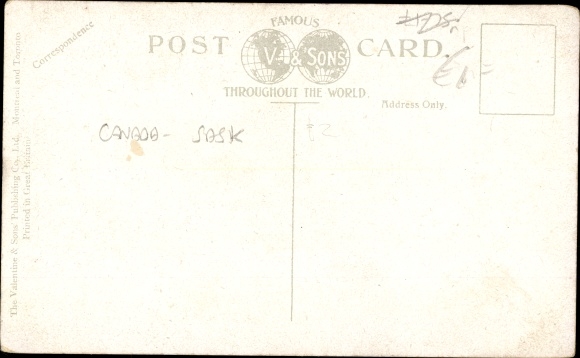 FAMOUS
POST CARD.
V. & SONS
THROUGHOUT THE WORLD.
Correspondence
Address Only.
CANADA- SASK
The Valentine & Sons Publishing Co., Ltd. Montreal and Toronto.
Printed in Great Britain